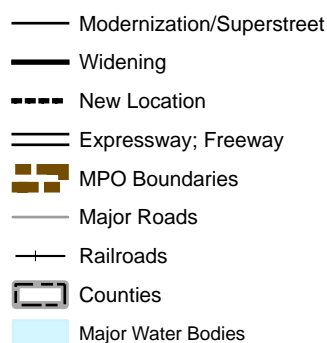 Modernization/Superstreet
Widening
New Location
Expressway; Freeway
MPO Boundaries
Major Roads
Railroads
Counties
Major Water Bodies